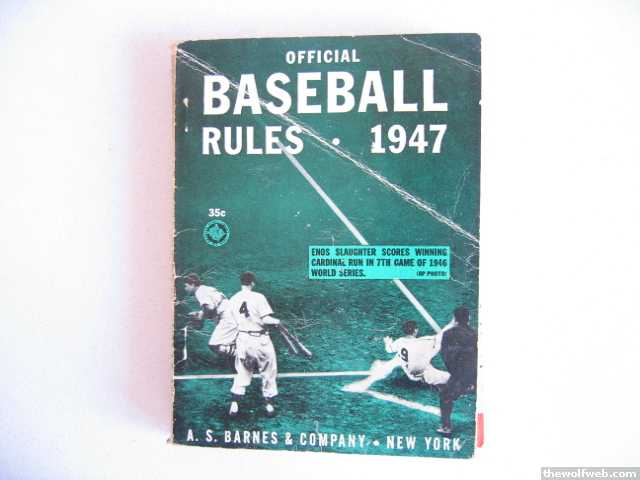 OFFICIAL
BASEBALL
RULES • 1947
35c
ENOS SLAUGHTER SCORES WINNING
CARDINAL RUN IN 7TH GAME OF 1946
WORLD SERIES. (AP PHOTO)
4
9
A. S. BARNES & COMPANY • NEW YORK
thewolfweb.com